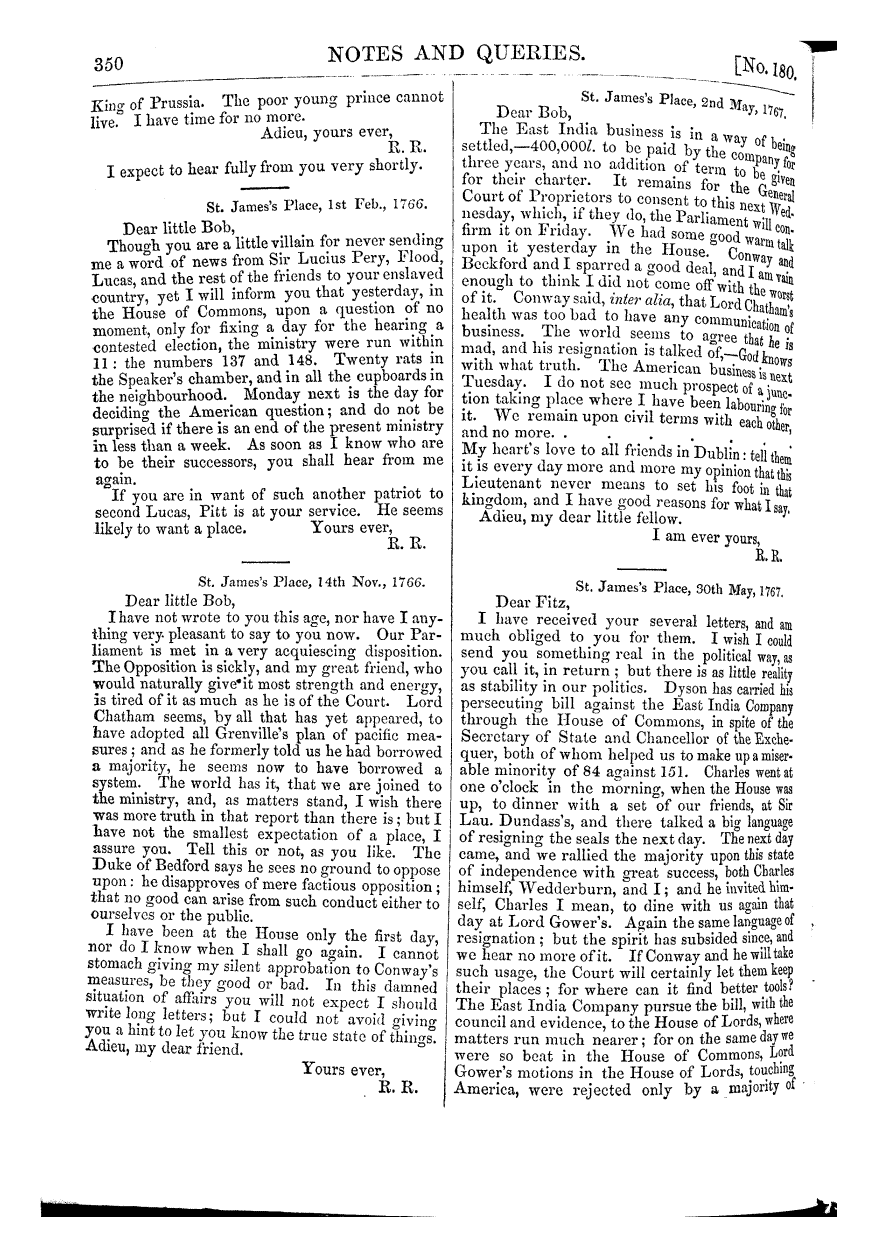 350
NOTES AND QUERIES.
[No. 180.
King of Prussia. The poor young prince cannot
live. I have time for no more.
Adieu, yours ever,
R. R.
I expect to hear fully from you very shortly.
St. James's Place, 1st Feb., 1766.
Dear little Bob,
Though you are a little villain for never sending
me a word of news from Sir Lucius Pery, Flood,
Lucas, and the rest of the friends to your enslaved
country, yet I will inform you that yesterday, in
the House of Commons, upon a question of no
moment, only for fixing a day for the hearing a
contested election, the ministry were run within
11 : the numbers 137 and 148. Twenty rats in
the Speaker's chamber, and in all the cupboards in
the neighbourhood. Monday next is the day for
deciding the American question; and do not be
surprised if there is an end of the present ministry
in less than a week. As soon as I know who are
to be their successors, you shall hear from me
again.
If you are in want of such another patriot to
second Lucas, Pitt is at your service. He seems
likely to want a place. Yours ever,
R. R.
St. James's Place, 14th Nov., 1766.
Dear little Bob,
I have not wrote to you this age, nor have I any-
thing very pleasant to say to you now. Our Par-
liament is met in a very acquiescing disposition.
The Opposition is sickly, and my great friend, who
would naturally give it most strength and energy,
is tired of it as much as he is of the Court. Lord
Chatham seems, by all that has yet appeared, to
have adopted all Grenville's plan of pacific mea-
sures; and as he formerly told us he had borrowed
a majority, he seems now to have borrowed a
system. The world has it, that we are joined to
the ministry, and, as matters stand, I wish there
was more truth in that report than there is; but I
have not the smallest expectation of a place, I
assure you. Tell this or not, as you like. The
Duke of Bedford says he sees no ground to oppose
upon: he disapproves of mere factious opposition;
that no good can arise from such conduct either to
ourselves or the public.
I have been at the House only the first day,
nor do I know when I shall go again. I cannot
stomach giving my silent approbation to Conway's
measures, be they good or bad. In this damned
situation of affairs you will not expect I should
write long letters; but I could not avoid giving
you a hint to let you know the true state of things.
Adieu, my dear friend.
Yours ever,
R. R.
St. James's Place, 2nd May, 1767.
Dear Bob,
The East India business is in a way of being
settled,—400,000l. to be paid by the company for
three years, and no addition of term to be given
for their charter. It remains for the General
Court of Proprietors to consent to this next Wed-
nesday, which, if they do, the Parliament will con-
firm it on Friday. We had some good warm talk
upon it yesterday in the House. Conway and
Beckford and I sparred a good deal, and I am vain
enough to think I did not come off with the worst
of it. Conway said, inter alia, that Lord Chatham's
health was too bad to have any communication of
business. The world seems to agree that he is
mad, and his resignation is talked of,—God knows
with what truth. The American business is next
Tuesday. I do not see much prospect of a junc-
tion taking place where I have been labouring for
it. We remain upon civil terms with each other,
and no more. . . . . . . .
My heart's love to all friends in Dublin: tell them
it is every day more and more my opinion that this
Lieutenant never means to set his foot in that
kingdom, and I have good reasons for what I say.
Adieu, my dear little fellow.
I am ever yours,
R. R.
St. James's Place, 30th May, 1767.
Dear Fitz,
I have received your several letters, and am
much obliged to you for them. I wish I could
send you something real in the political way, as
you call it, in return; but there is as little reality
as stability in our politics. Dyson has carried his
persecuting bill against the East India Company
through the House of Commons, in spite of the
Secretary of State and Chancellor of the Exche-
quer, both of whom helped us to make up a miser-
able minority of 84 against 151. Charles went at
one o'clock in the morning, when the House was
up, to dinner with a set of our friends, at Sir
Lau. Dundass's, and there talked a big language
of resigning the seals the next day. The next day
came, and we rallied the majority upon this state
of independence with great success, both Charles
himself, Wedderburn, and I; and he invited him-
self, Charles I mean, to dine with us again that
day at Lord Gower's. Again the same language of
resignation; but the spirit has subsided since, and
we hear no more of it. If Conway and he will take
such usage, the Court will certainly let them keep
their places; for where can it find better tools?
The East India Company pursue the bill, with the
council and evidence, to the House of Lords, where
matters run much nearer; for on the same day we
were so beat in the House of Commons, Lord
Gower's motions in the House of Lords, touching
America, were rejected only by a majority of